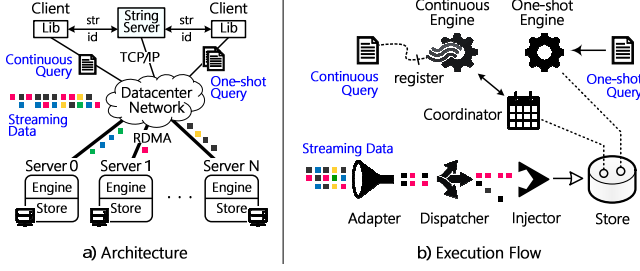 Client
String
Server
Client
Lib
str
id
str
id
Lib
TCP/IP
Continuous
Query
One-shot
Query
Datacenter
Network
Streaming
Data
RDMA
Server 0
Server 1
Server N
Engine
Store
Engine
Store
. . .
Engine
Store
a) Architecture
Continuous
Engine
One-shot
Engine
Continuous
Query
register
One-shot
Query
Coordinator
Streaming Data
Adapter
Dispatcher
Injector
Store
b) Execution Flow